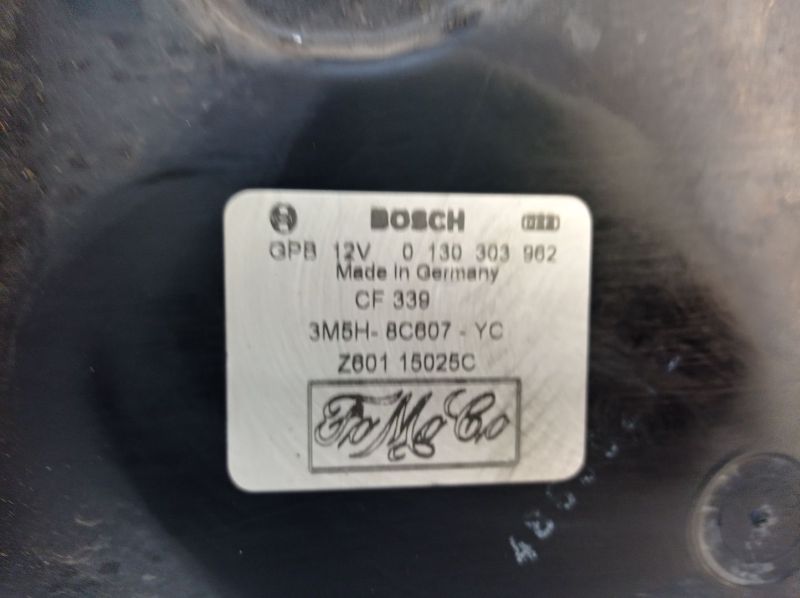 BOSCH
GPB 12V 0 130 303 962
Made In Germany
CF 339
3M5H-8C607-YC
Z601 15025C
FoMoCo